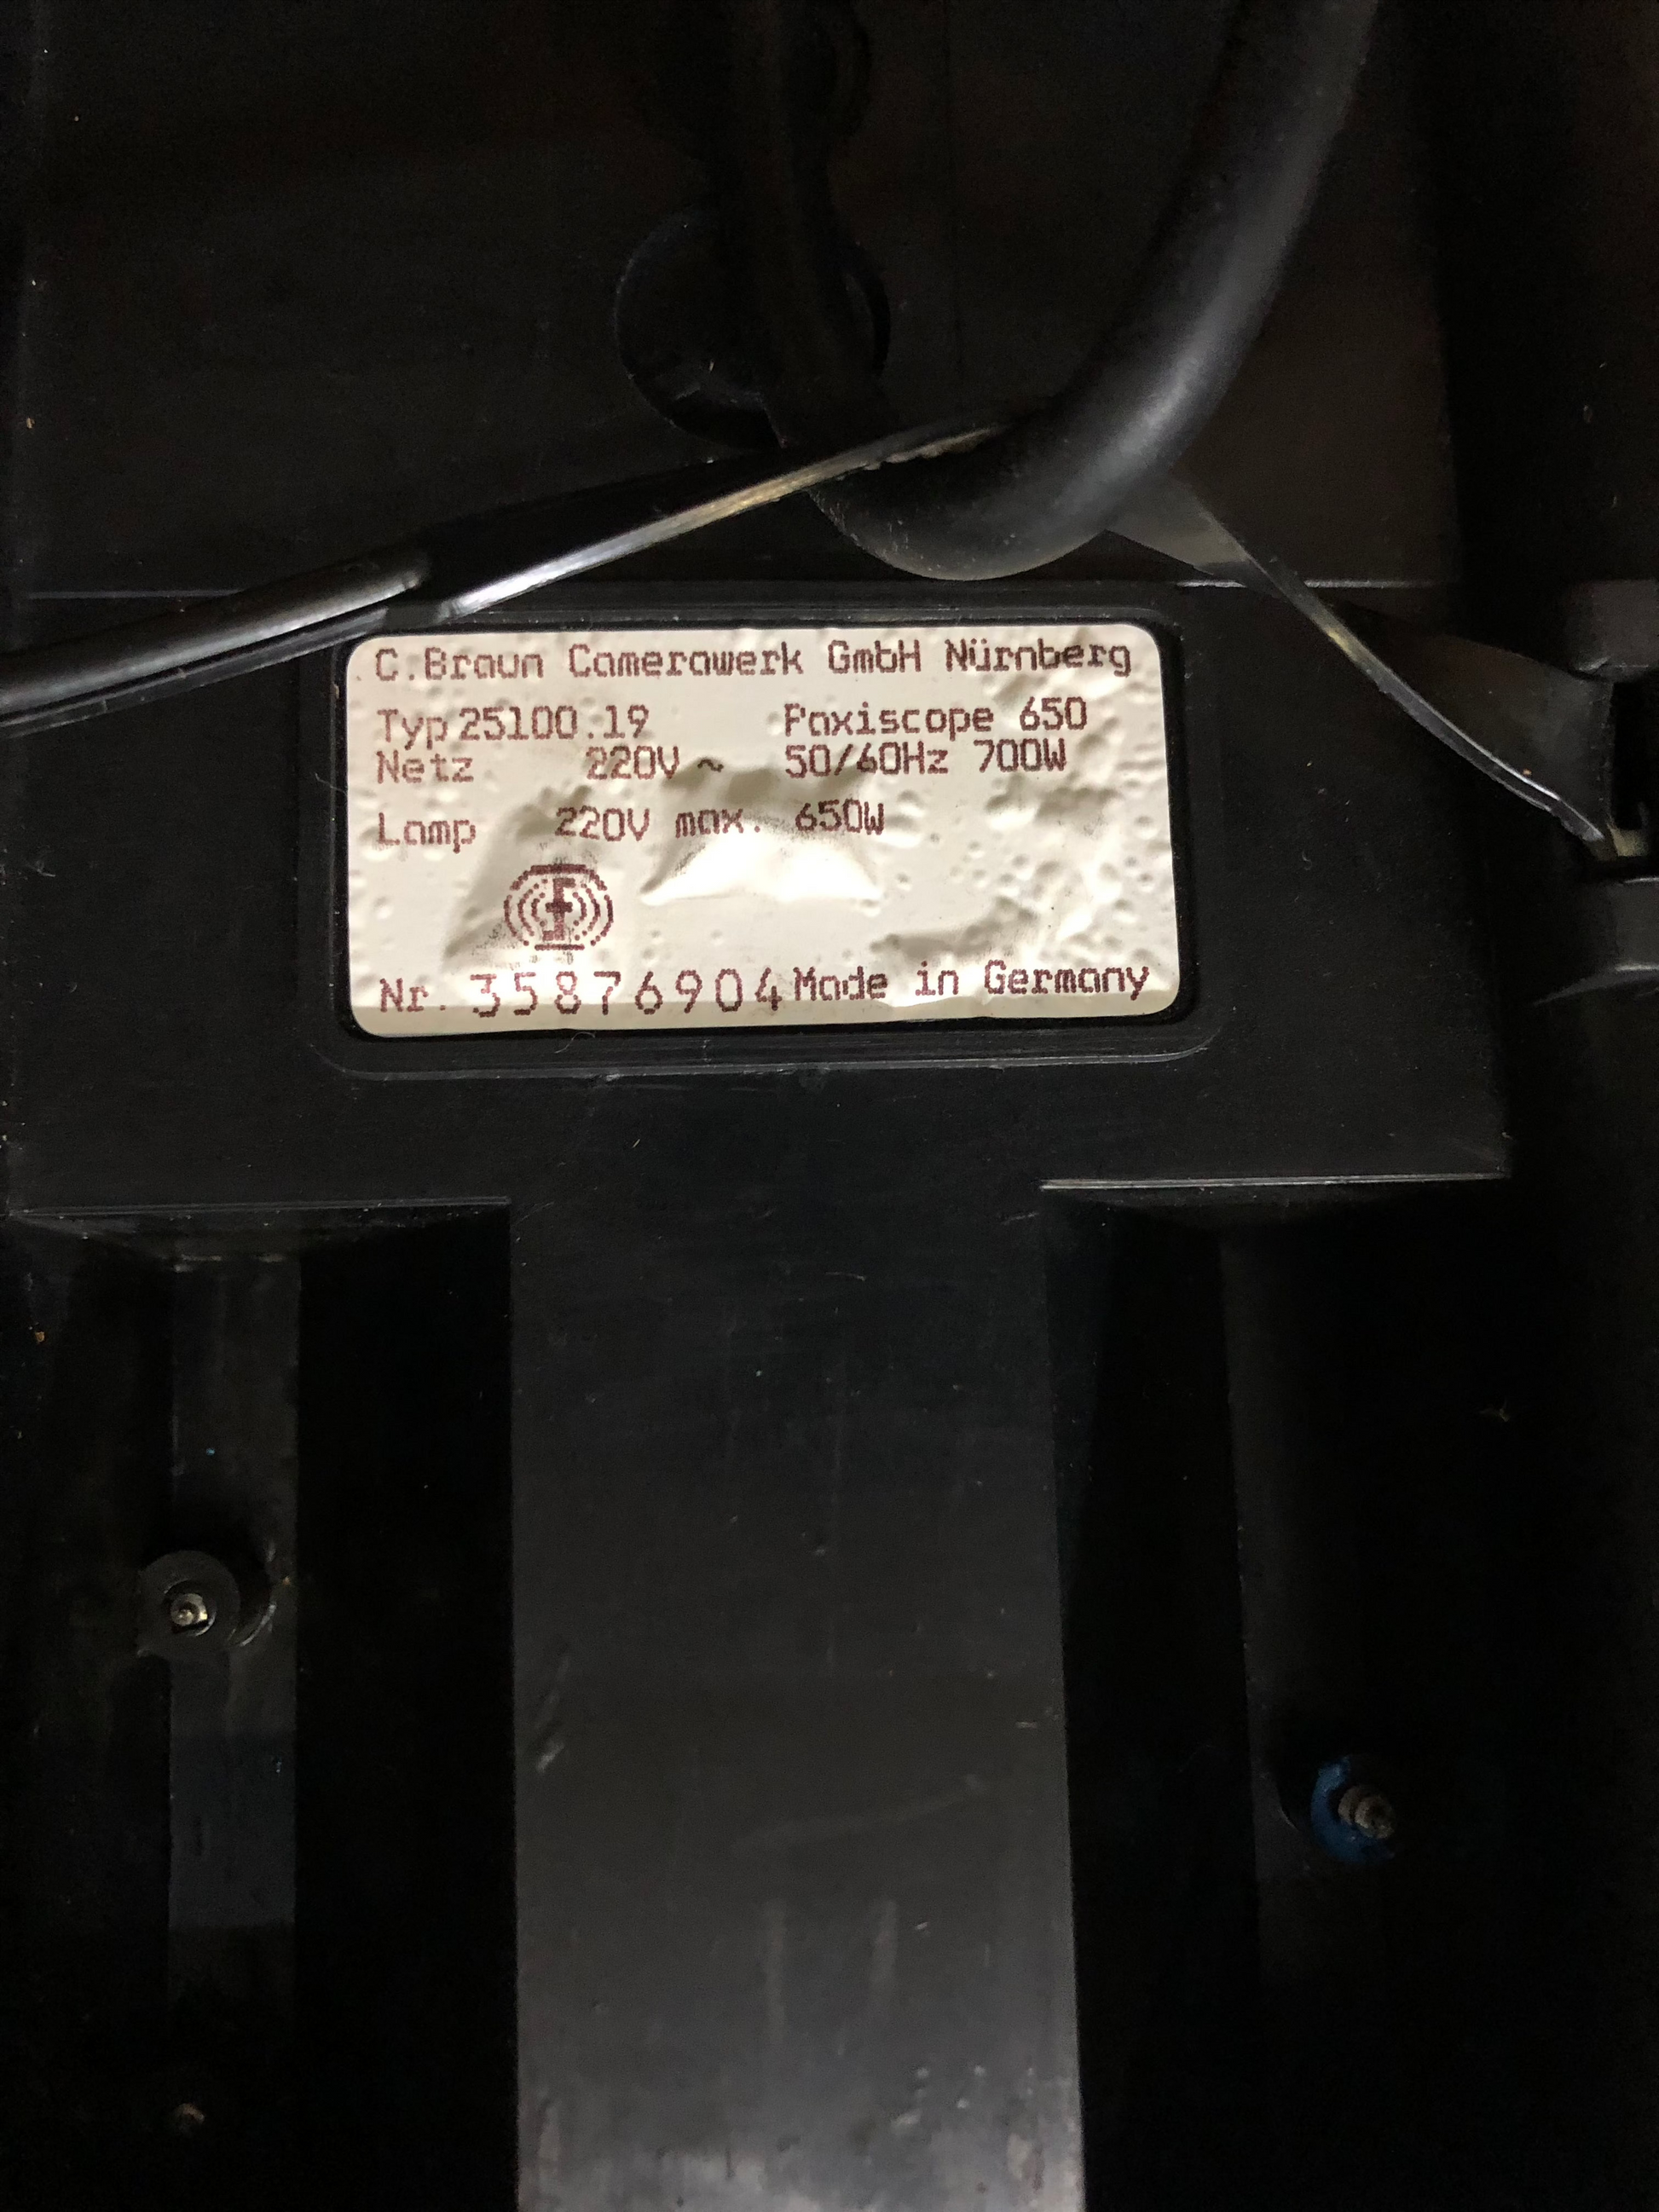 C.Braun Camerawerk GmbH Nürnberg
Typ 25100.19 Paxiscope 650
Netz 220V ~ 50/60Hz 700W
Lamp 220V max. 650W
Nr. 35876904 Made in Germany